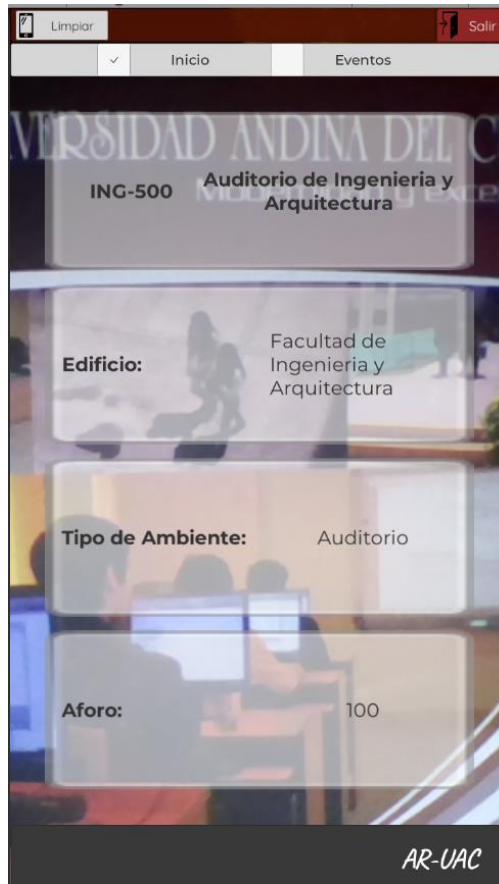 Limpiar
Salir
Inicio
Eventos
ERSIDAD ANDINA DEL C
ING-500
Auditorio de Ingenieria y
Arquitectura
Edificio:
Facultad de
Ingenieria y
Arquitectura
Tipo de Ambiente:
Auditorio
Aforo:
100
AR-UAC